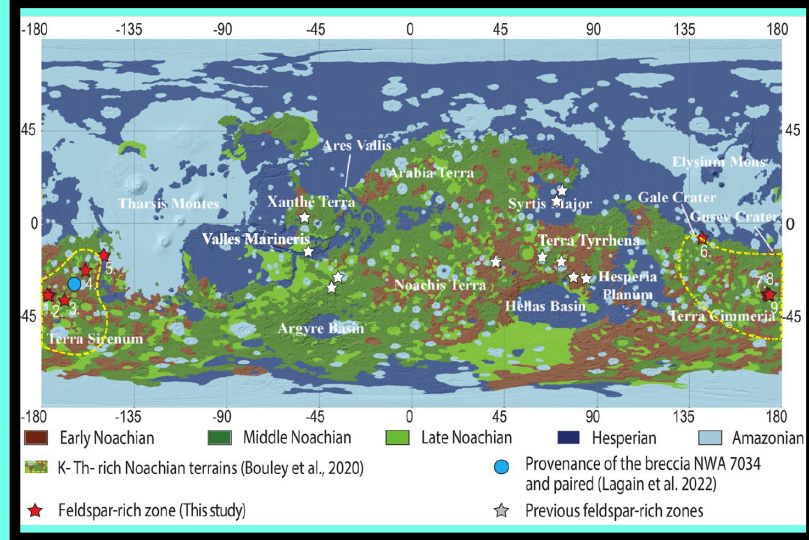 -180 -135 -90 -45 0 45 90 135 180
45
Ares Vallis
Arabia Terra
Elysium Mons
Tharsis Montes
Xanthe Terra
Syrtis Major
Gale Crater
Gusev Crater
0 0
Valles Marineris
Terra Tyrrhena
6.
5.
4.
Noachis Terra
Hesperia
Planum
7.8
2. 3.
Hellas Basin
9
-45 -45
Argyre Basin
Terra Cimmeria
Terra Sirenum
-180 -135 -90 -45 0 45 90 135 180
Early Noachian Middle Noachian Late Noachian Hesperian Amazonian
K- Th- rich Noachian terrains (Bouley et al., 2020)
Provenance of the breccia NWA 7034
and paired (Lagain et al. 2022)
Feldspar-rich zone (This study)
Previous feldspar-rich zones